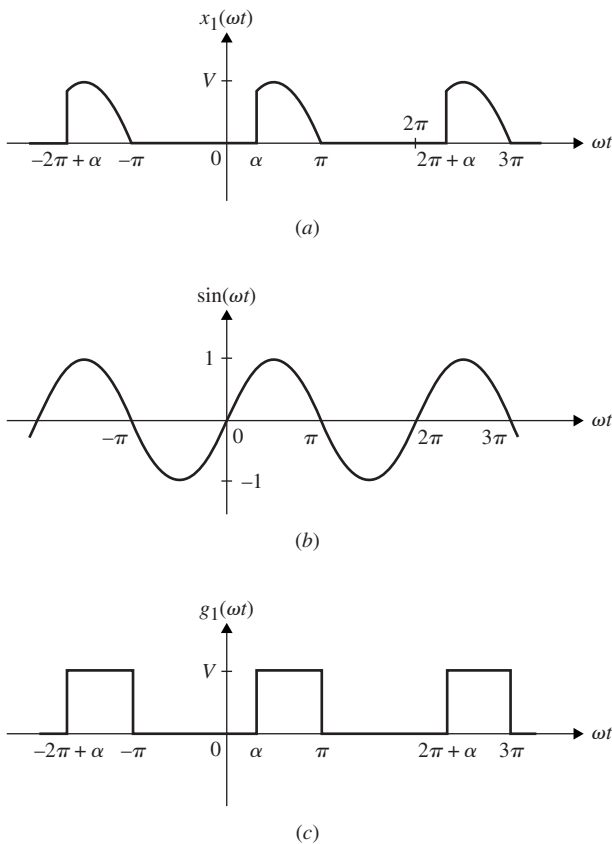 x₁(ωt)
V
2π
ωt
−2π + α −π 0 α π 2π + α 3π
(a)
sin(ωt)
1
ωt
−π 0 π 2π 3π
−1
(b)
g₁(ωt)
V
ωt
−2π + α −π 0 α π 2π + α 3π
(c)